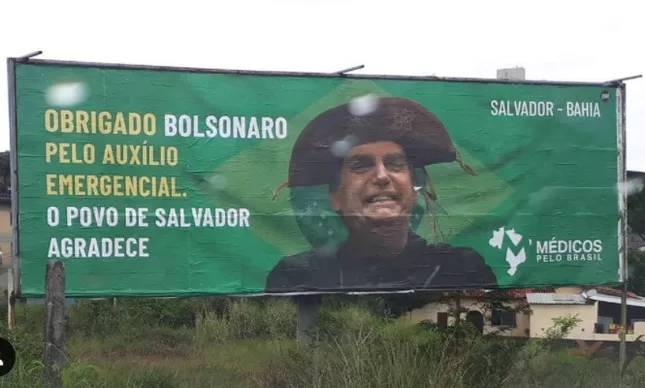 OBRIGADO BOLSONARO
PELO AUXÍLIO
EMERGENCIAL.
O POVO DE SALVADOR
AGRADECE
SALVADOR - BAHIA
MÉDICOS
PELO BRASIL